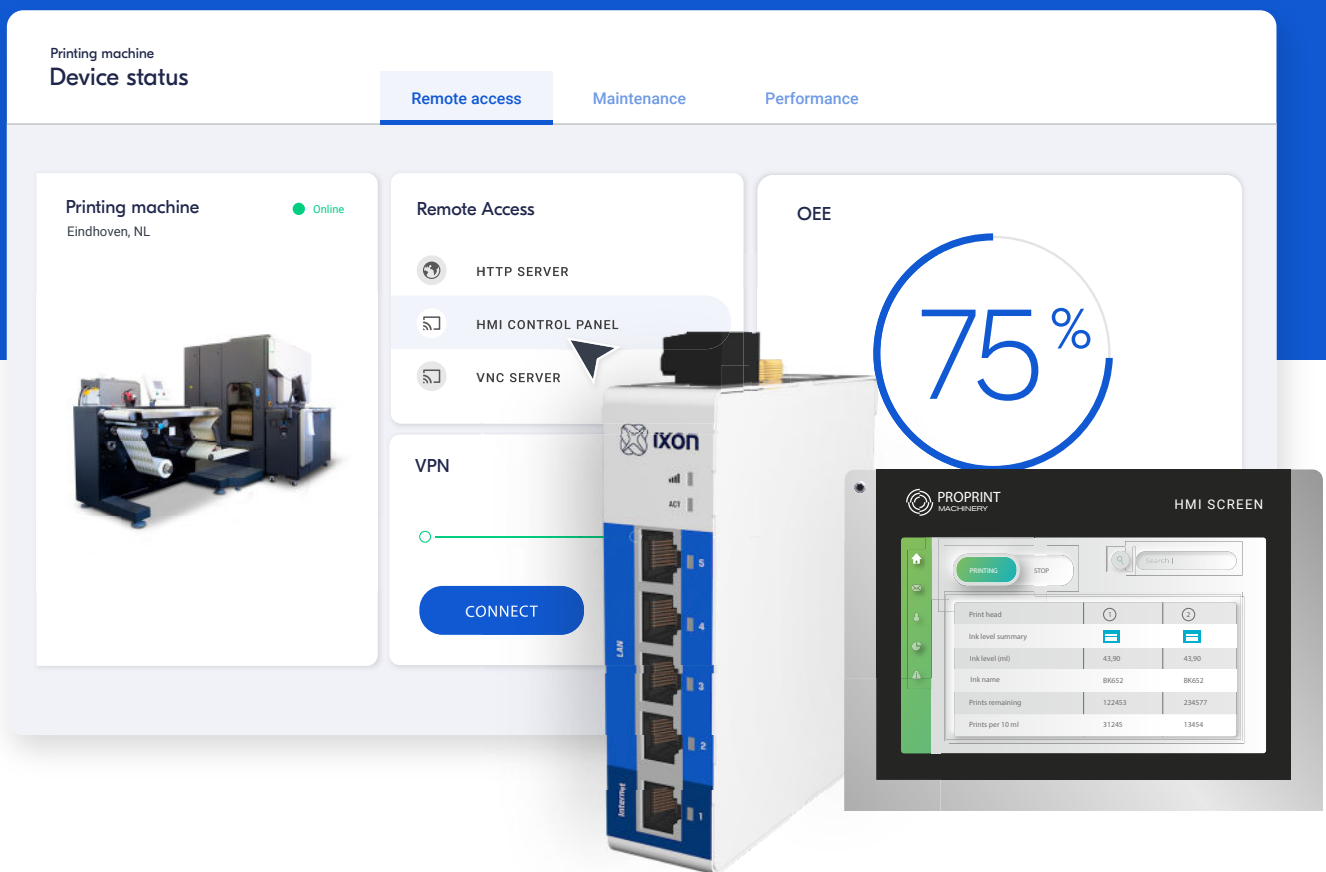 Printing machine
Device status
Remote access
Maintenance
Performance
Printing machine
Online
Eindhoven, NL
Remote Access
HTTP SERVER
HMI CONTROL PANEL
VNC SERVER
VPN
CONNECT
OEE
75%
IXON
ACT
5
4
3
2
1
LAN
Internet
PROPRINT
MACHINERY
HMI SCREEN
PRINTING
STOP
Search |
Print head 1 2
Ink level summary
Ink level (ml) 43,90 43,90
Ink name BK652 BK652
Prints remaining 122453 234577
Prints per 10 ml 31245 13454